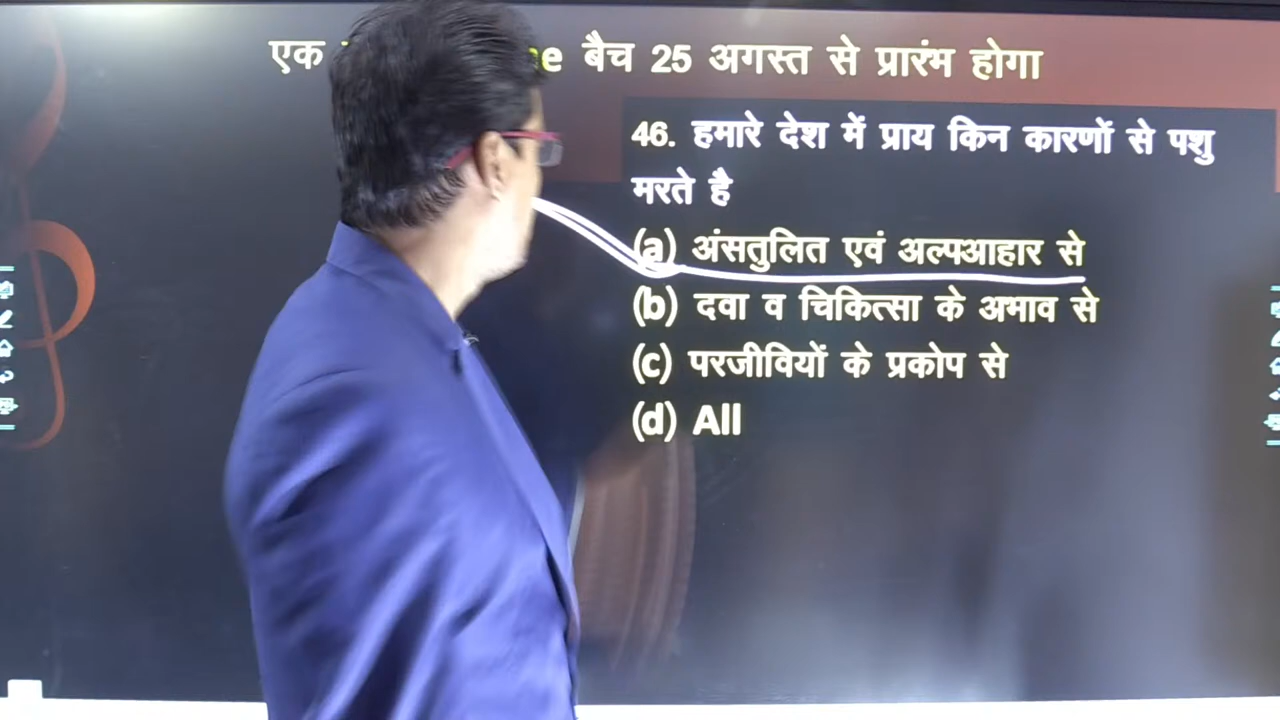 एक बैच 25 अगस्त से प्रारंभ होगा
46. हमारे देश में प्राय किन कारणों से पशु
मरते है
(a) अंसतुलित एवं अल्पआहार से
(b) दवा व चिकित्सा के अभाव से
(c) परजीवियों के प्रकोप से
(d) All